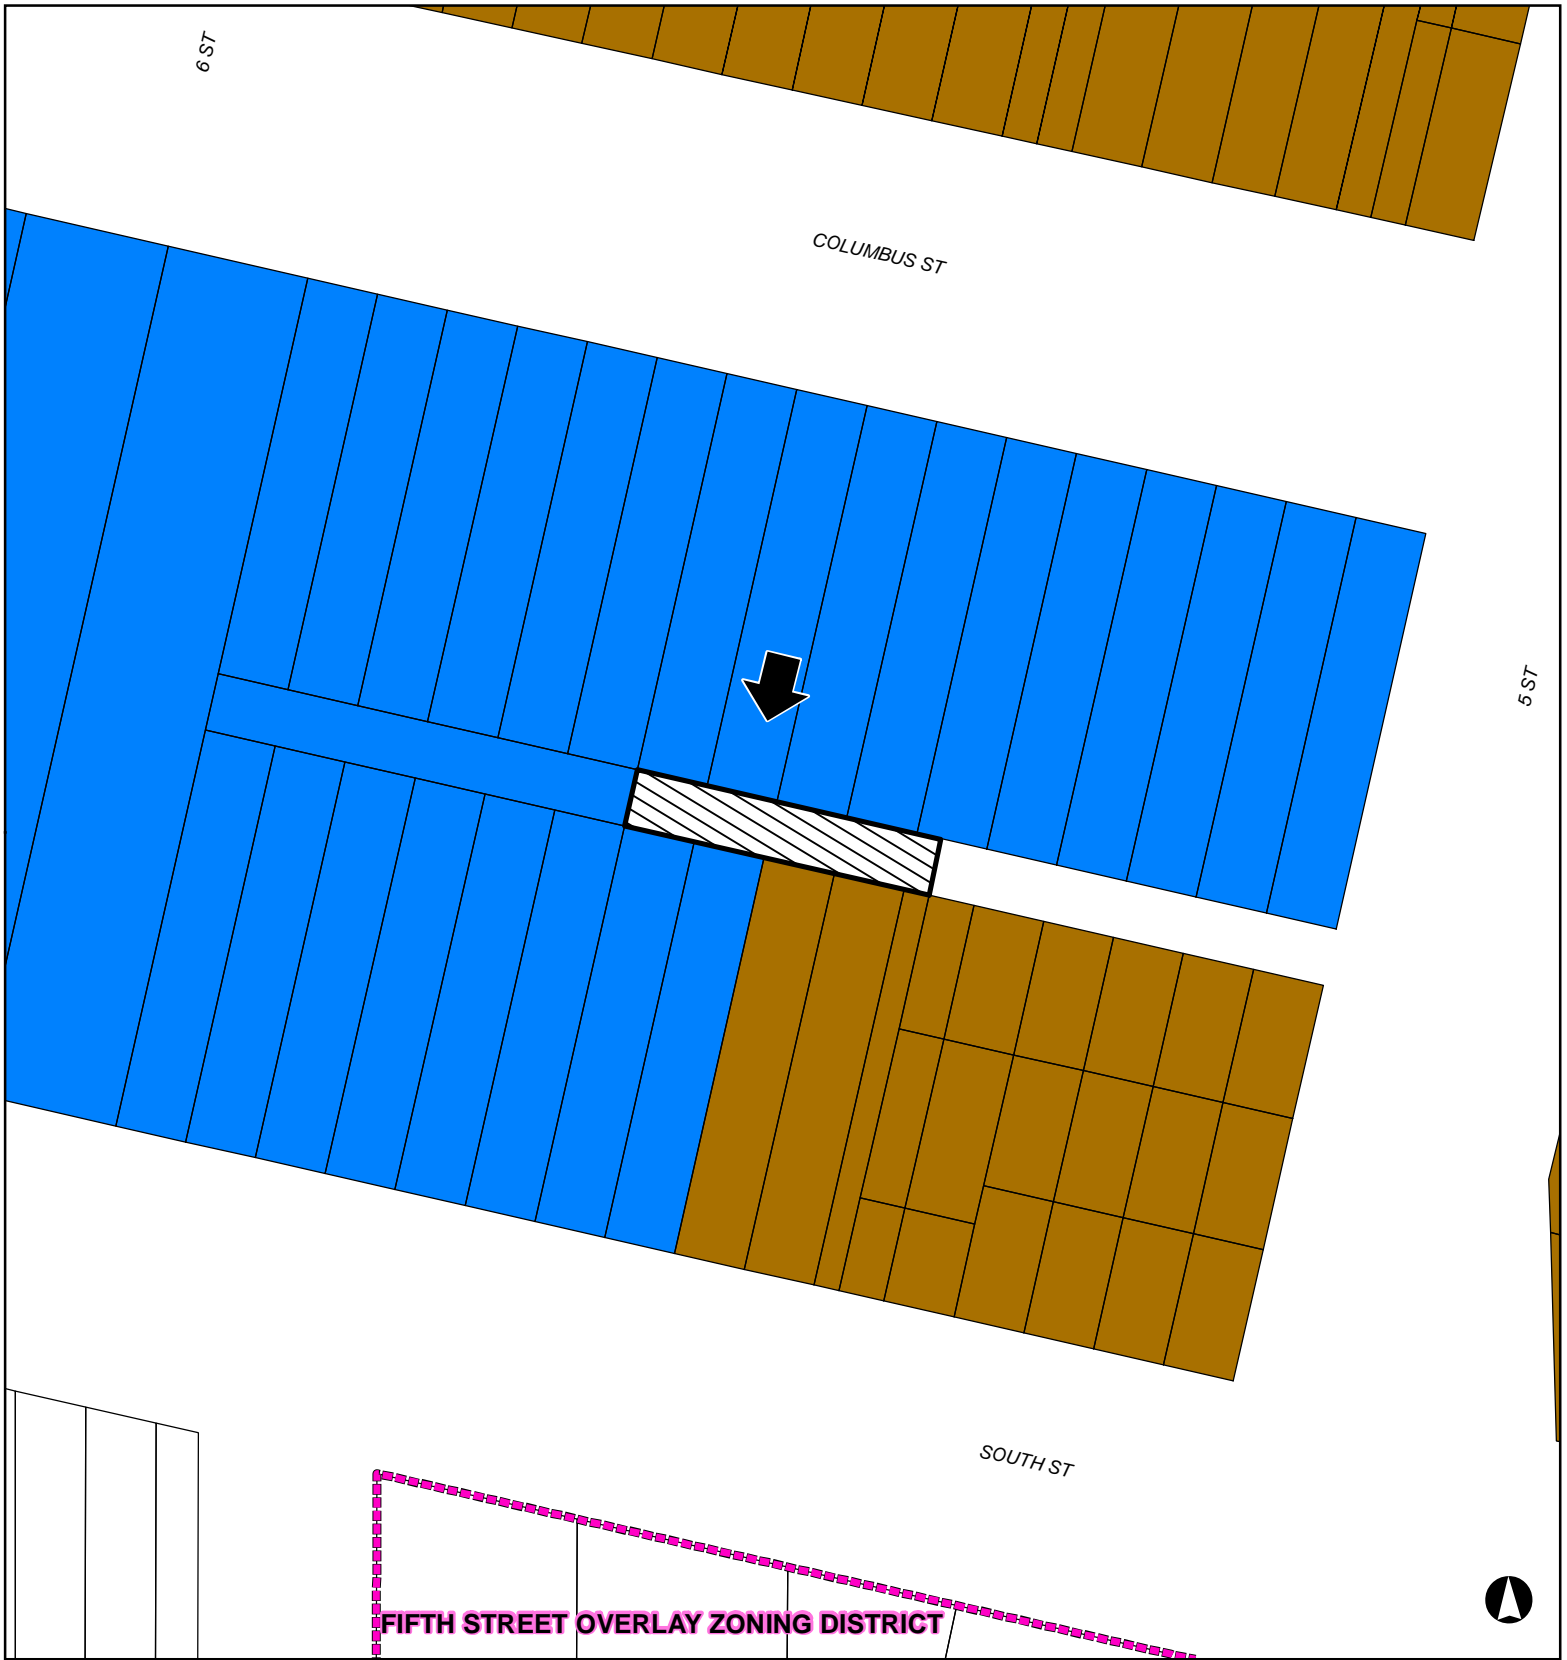 6 ST
COLUMBUS ST
5 ST
SOUTH ST
FIFTH STREET OVERLAY ZONING DISTRICT